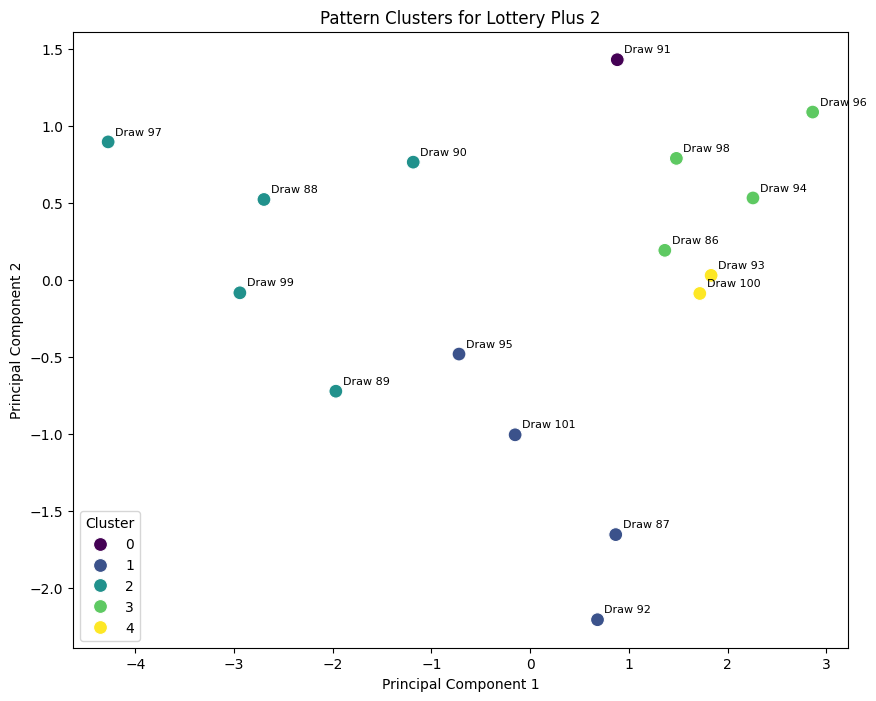 Pattern Clusters for Lottery Plus 2
Principal Component 2
1.5
1.0
0.5
0.0
−0.5
−1.0
−1.5
−2.0
Draw 91
Draw 96
Draw 97
Draw 90
Draw 98
Draw 88
Draw 94
Draw 86
Draw 93
Draw 99
Draw 100
Draw 95
Draw 89
Draw 101
Draw 87
Draw 92
Cluster
0
1
2
3
4
−4 −3 −2 −1 0 1 2 3
Principal Component 1